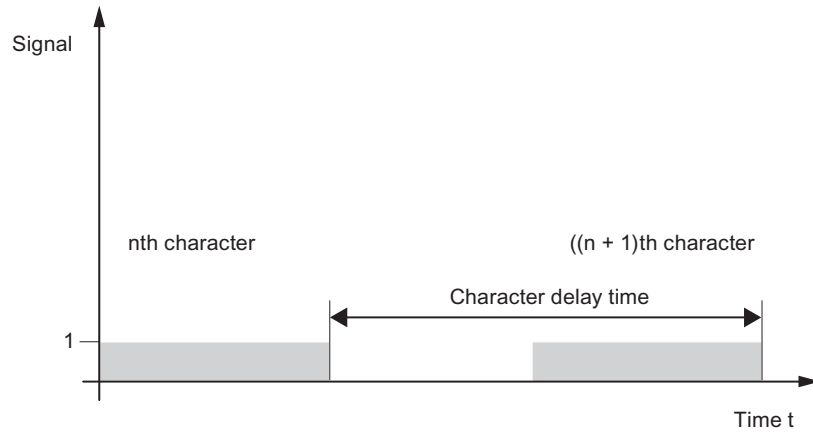 Signal
nth character
((n + 1)th character
Character delay time
1
Time t